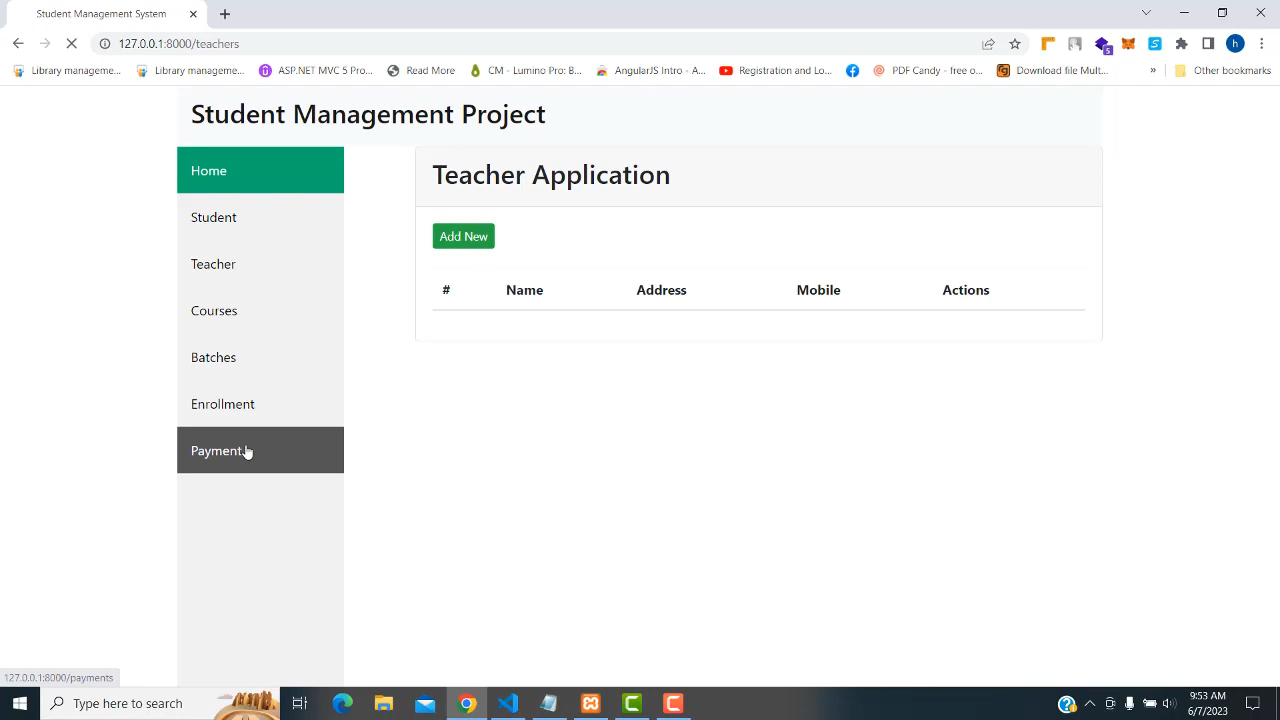 Student Management System
127.0.0.1:8000/teachers
5
h
Library manageme...
Library manageme...
ASP.NET MVC 5 Pro...
Read More
CM - Lumino Pro: B...
AngularJS Intro - A...
Registration and Lo...
PDF Candy – free o...
Download file Mult...
»
Other bookmarks
Student Management Project
Home
Student
Teacher
Courses
Batches
Enrollment
Payment
Teacher Application
Add New
# Name Address Mobile Actions
127.0.0.1:8000/payments
Type here to search
9:53 AM
6/7/2023